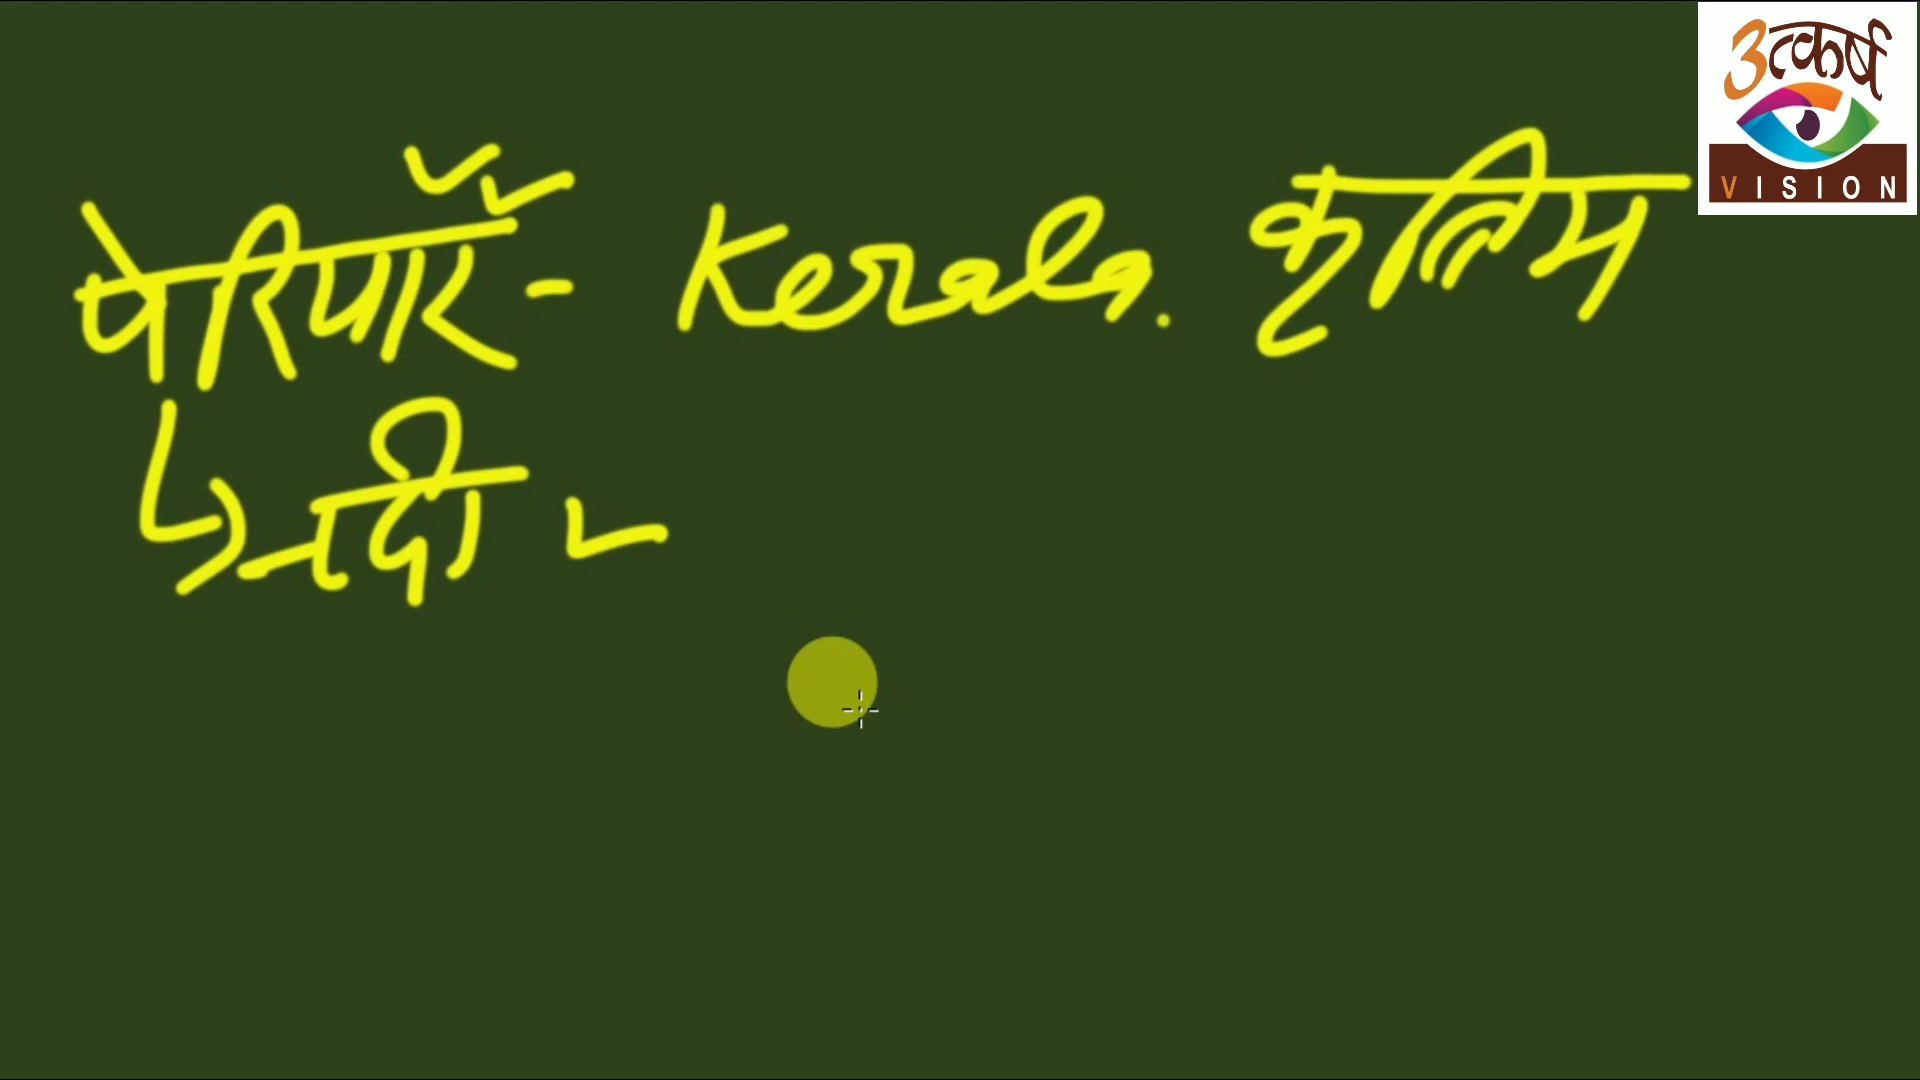 उत्कर्ष
VISION
पेरियार - Kerala. कृत्रिम
नदी